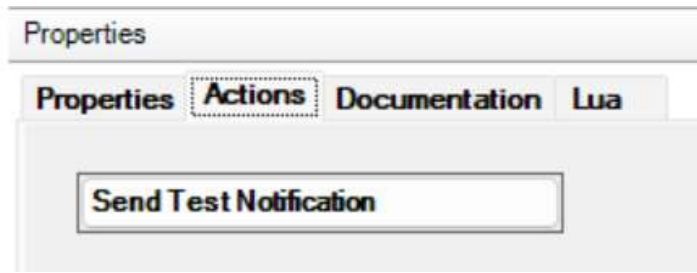 Properties
Properties Actions Documentation Lua
Send Test Notification